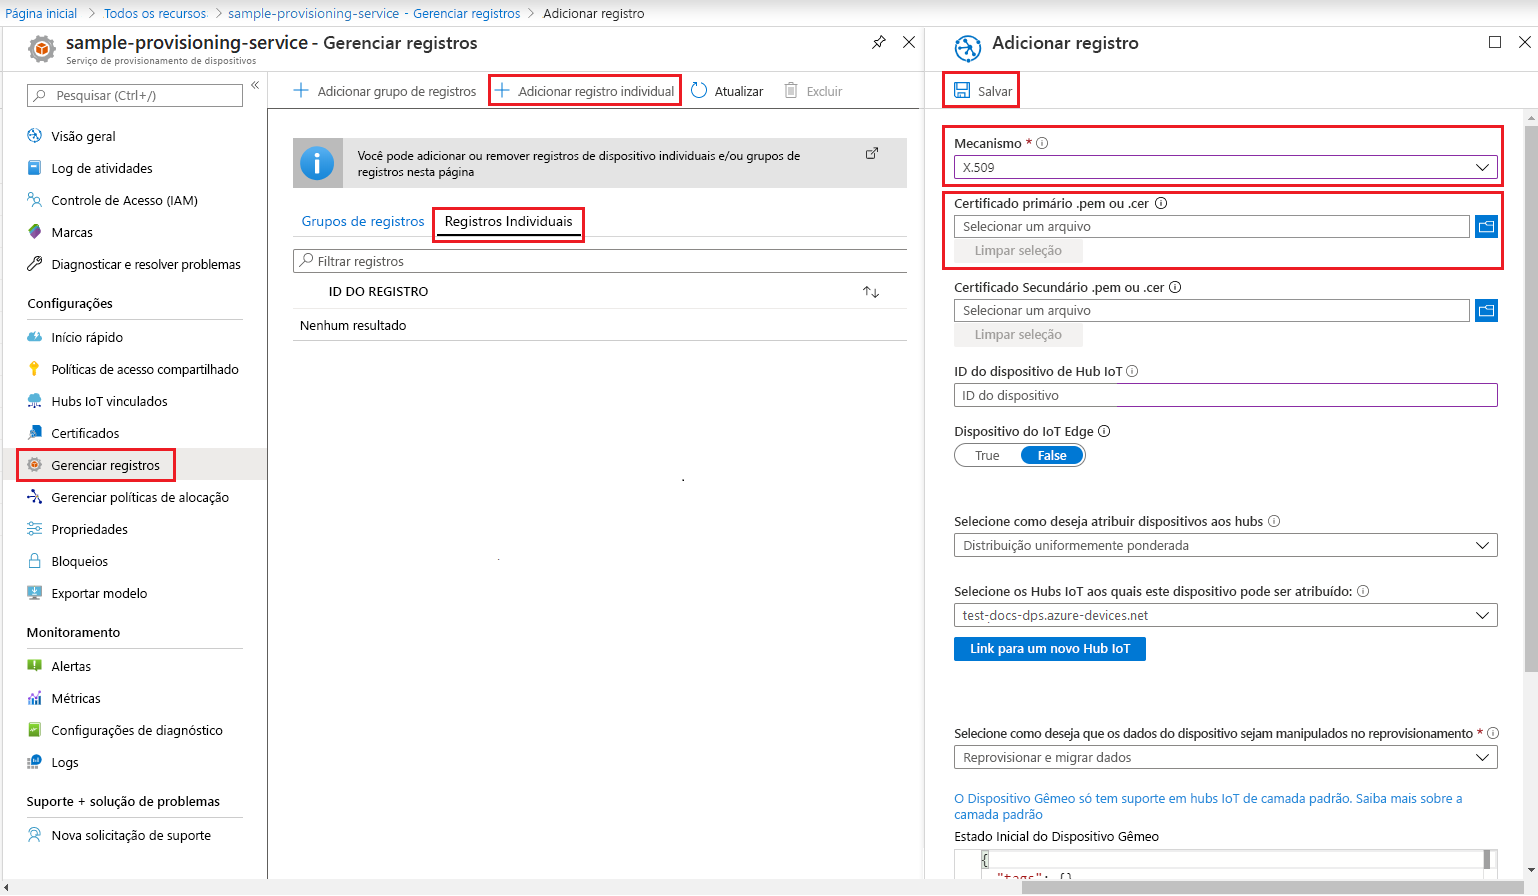 Página inicial > Todos os recursos > sample-provisioning-service - Gerenciar registros > Adicionar registro
sample-provisioning-service - Gerenciar registros
Serviço de provisionamento de dispositivos
Pesquisar (Ctrl+/)
«
Visão geral
Log de atividades
Controle de Acesso (IAM)
Marcas
Diagnosticar e resolver problemas
Configurações
Início rápido
Políticas de acesso compartilhado
Hubs IoT vinculados
Certificados
Gerenciar registros
Gerenciar políticas de alocação
Propriedades
Bloqueios
Exportar modelo
Monitoramento
Alertas
Métricas
Configurações de diagnóstico
Logs
Suporte + solução de problemas
Nova solicitação de suporte
Adicionar grupo de registros
Adicionar registro individual
Atualizar
Excluir
Você pode adicionar ou remover registros de dispositivo individuais e/ou grupos de
registros nesta página
Grupos de registros
Registros Individuais
Filtrar registros
ID DO REGISTRO
Nenhum resultado
Adicionar registro
Salvar
Mecanismo *
X.509
Certificado primário .pem ou .cer
Selecionar um arquivo
Limpar seleção
Certificado Secundário .pem ou .cer
Selecionar um arquivo
Limpar seleção
ID do dispositivo de Hub IoT
ID do dispositivo
Dispositivo do IoT Edge
True False
Selecione como deseja atribuir dispositivos aos hubs
Distribuição uniformemente ponderada
Selecione os Hubs IoT aos quais este dispositivo pode ser atribuído:
test-docs-dps.azure-devices.net
Link para um novo Hub IoT
Selecione como deseja que os dados do dispositivo sejam manipulados no reprovisionamento *
Reprovisionar e migrar dados
O Dispositivo Gêmeo só tem suporte em hubs IoT de camada padrão. Saiba mais sobre a
camada padrão
Estado Inicial do Dispositivo Gêmeo
{
"tags": {},